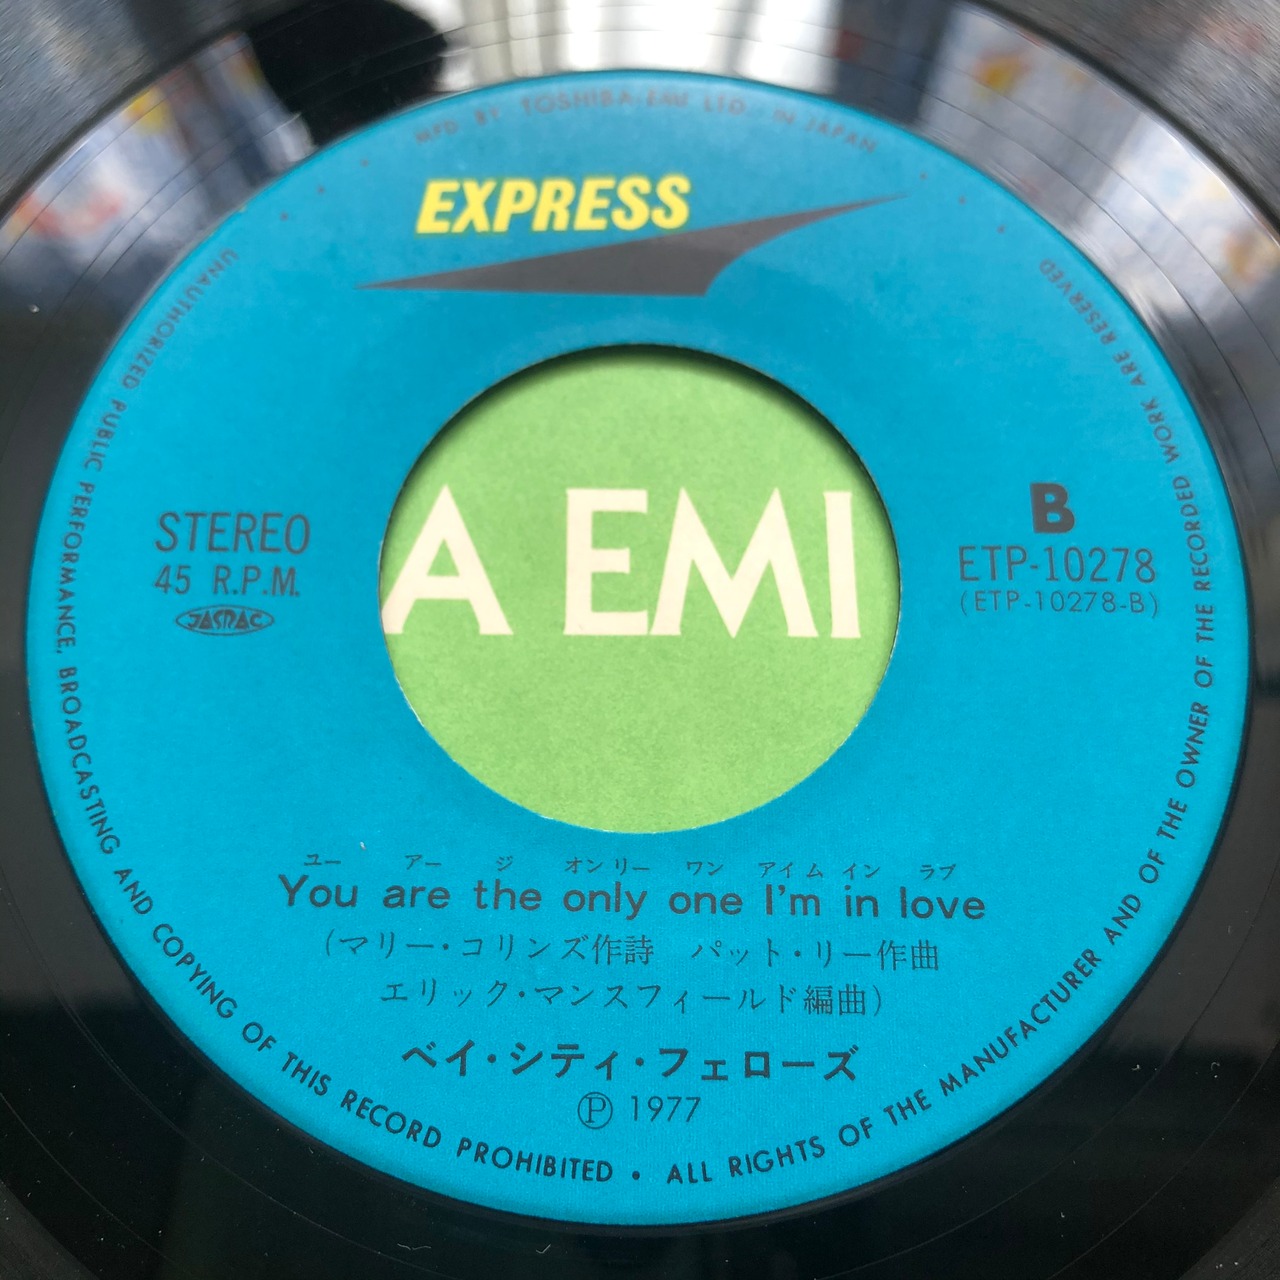 MFD. BY TOSHIBA-EMI LTD. IN JAPAN
EXPRESS
A EMI
STEREO
45 R.P.M.
JASRAC
B
ETP-10278
(ETP-10278-B)
ユー アー ジ オンリー ワン アイム イン ラブ
You are the only one I'm in love
(マリー・コリンズ作詩 パット・リー作曲
エリック・マンスフィールド編曲)
ベイ・シティ・フェローズ
Ⓟ 1977
UNAUTHORIZED PUBLIC PERFORMANCE, BROADCASTING AND COPYING OF THIS RECORD PROHIBITED • ALL RIGHTS OF THE MANUFACTURER AND OF THE OWNER OF THE RECORDED WORK ARE RESERVED